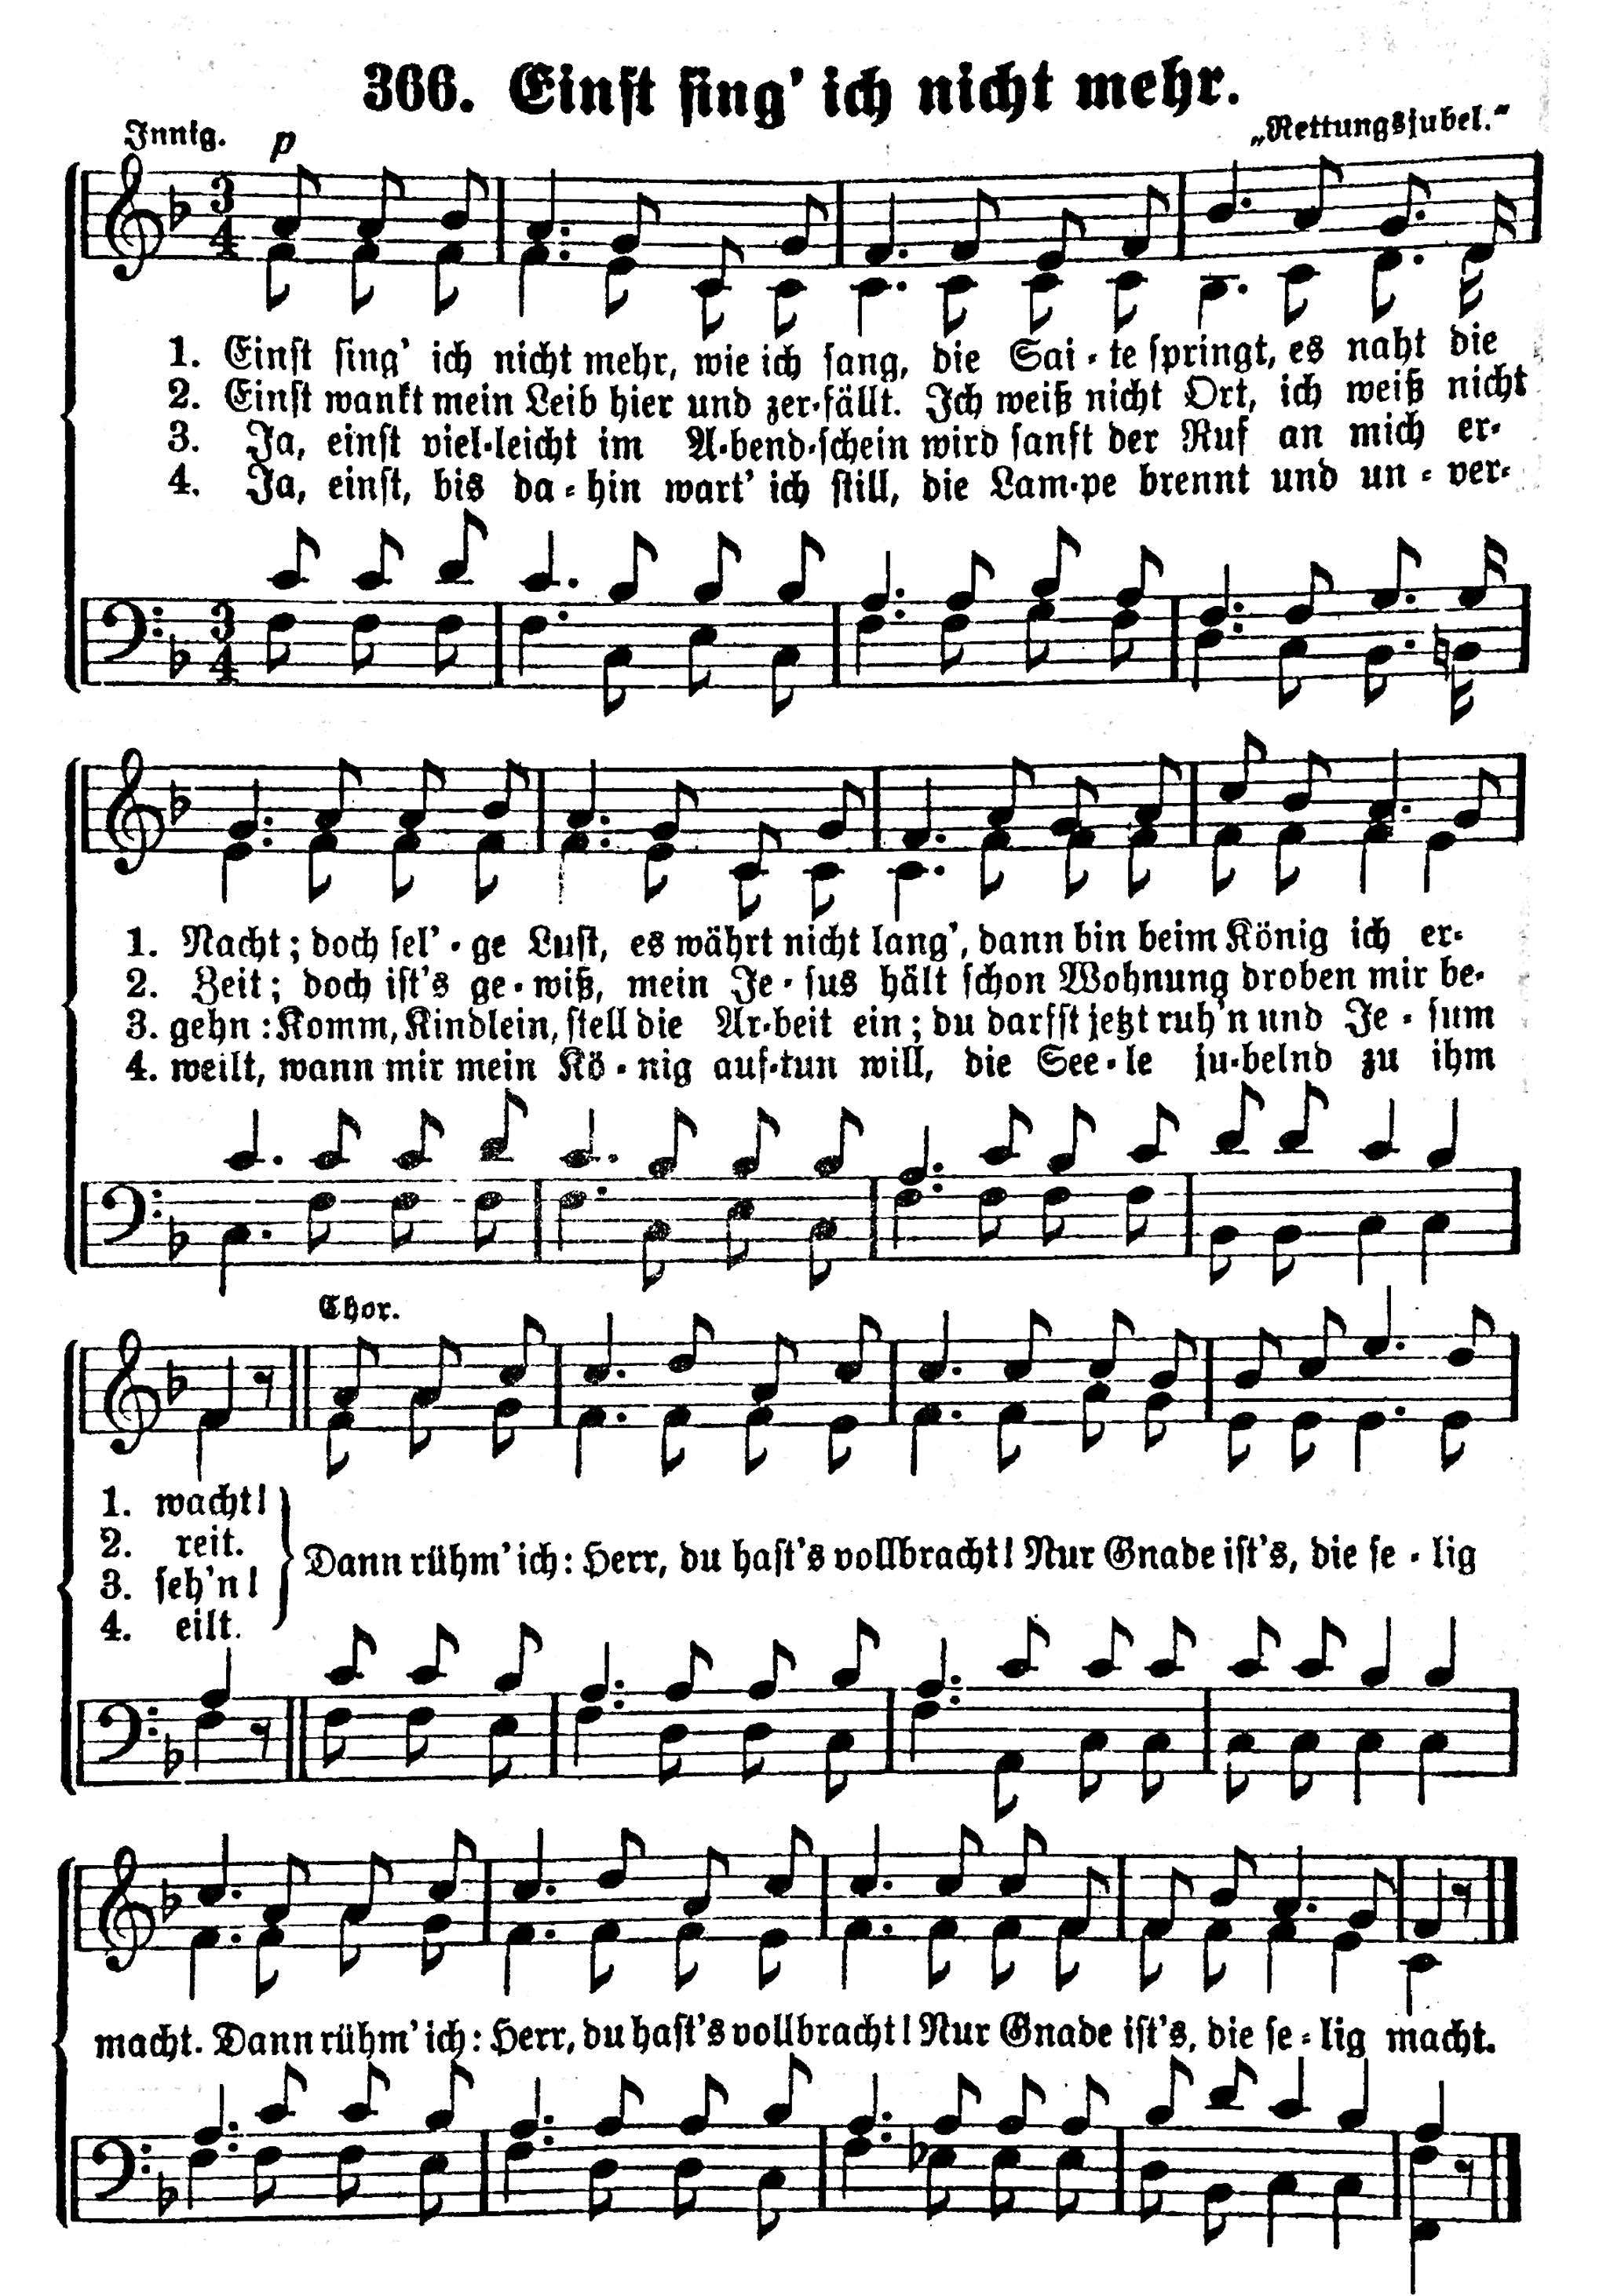 366. Einst sing' ich nicht mehr.
Innig. p „Rettungsjubel."
1. Einst sing' ich nicht mehr, wie ich sang, die Sai-te springt, es naht die
2. Einst wankt mein Leib hier und zer-fällt. Ich weiß nicht Ort, ich weiß nicht
3. Ja, einst viel-leicht im A-bend-schein wird sanft der Ruf an mich er-
4. Ja, einst, bis da-hin wart' ich still, die Lam-pe brennt und un-ver-
1. Nacht; doch sel'-ge Lust, es währt nicht lang', dann bin beim König ich er-
2. Zeit; doch ist's ge-wiß, mein Je-sus hält schon Wohnung droben mir be-
3. gehn: Komm, Kindlein, stell die Ar-beit ein; du darfst jetzt ruh'n und Je-sum
4. weilt, wann mir mein Kö-nig auf-tun will, die See-le ju-belnd zu ihm
Chor.
1. wacht!
2. reit.
3. seh'n!
4. eilt.
Dann rühm' ich: Herr, du hast's vollbracht! Nur Gnade ist's, die se-lig
macht. Dann rühm' ich: Herr, du hast's vollbracht! Nur Gnade ist's, die se-lig macht.